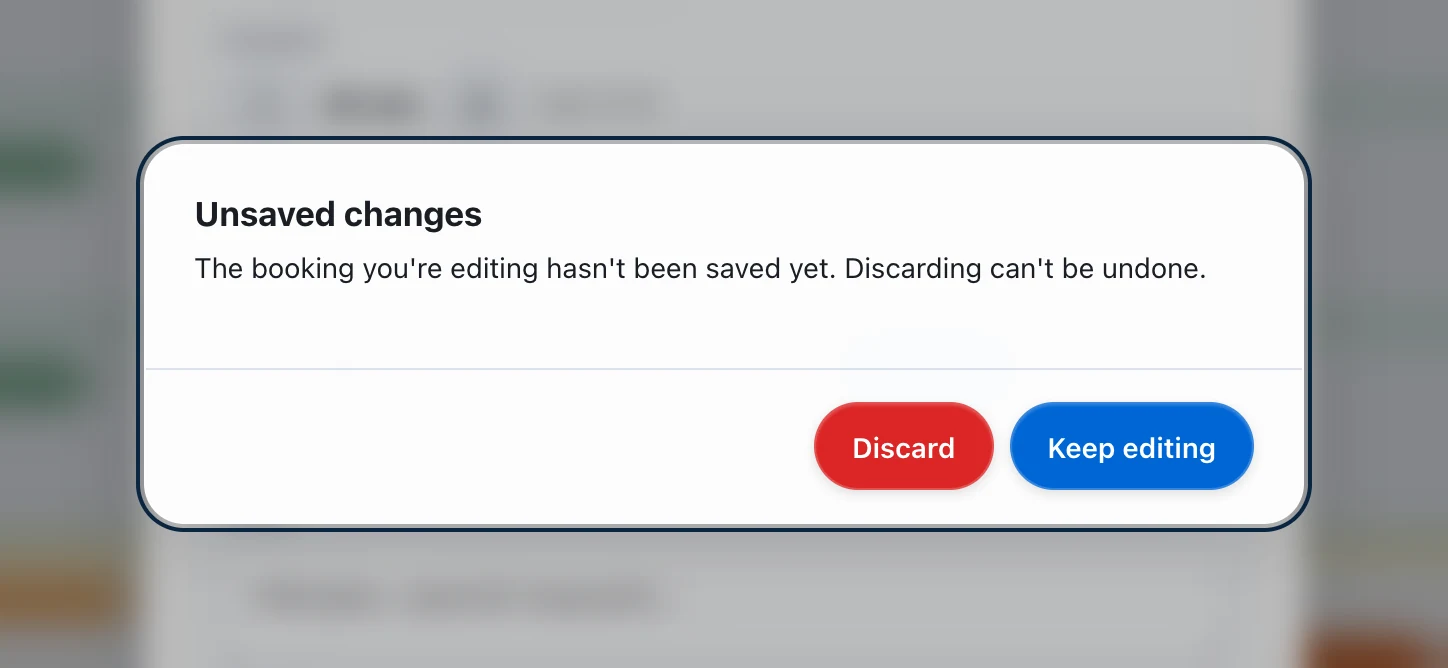 Unsaved changes
The booking you're editing hasn't been saved yet. Discarding can't be undone.
Discard
Keep editing